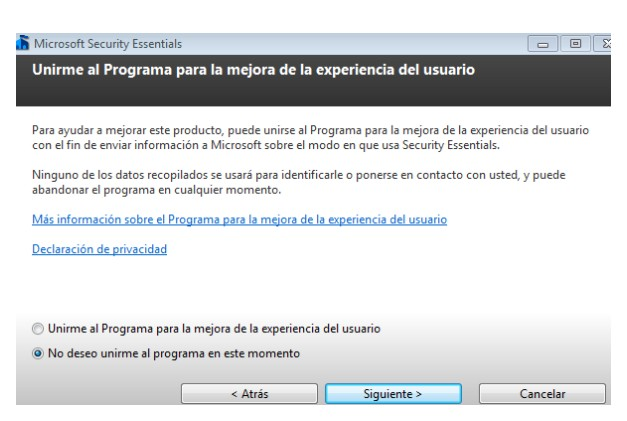 Microsoft Security Essentials
Unirme al Programa para la mejora de la experiencia del usuario
Para ayudar a mejorar este producto, puede unirse al Programa para la mejora de la experiencia del usuario
con el fin de enviar información a Microsoft sobre el modo en que usa Security Essentials.
Ninguno de los datos recopilados se usará para identificarle o ponerse en contacto con usted, y puede
abandonar el programa en cualquier momento.
Más información sobre el Programa para la mejora de la experiencia del usuario
Declaración de privacidad
Unirme al Programa para la mejora de la experiencia del usuario
No deseo unirme al programa en este momento
< Atrás Siguiente > Cancelar